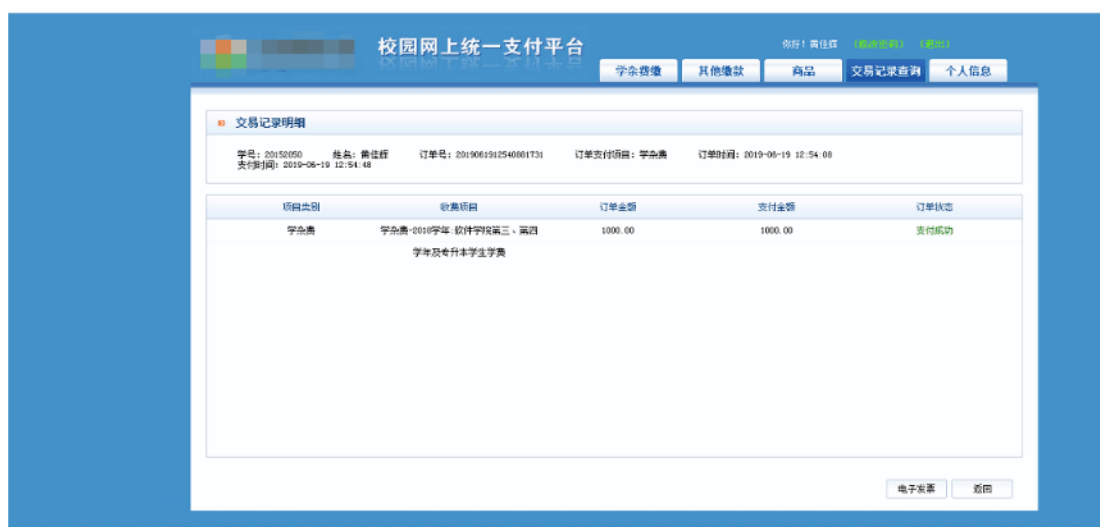 校园网上统一支付平台
你好！黄佳辉 （修改密码） （退出）
学杂费缴 其他缴款 商品 交易记录查询 个人信息
交易记录明细
学号：20152050 姓名：黄佳辉 订单号：2019061912540881731 订单支付项目：学杂费 订单时间：2019-06-19 12:54:08
支付时间：2019-06-19 12:54:48
项目类别 收费项目 订单金额 支付金额 订单状态
学杂费 学杂费-2018学年:软件学院第三、第四 1000.00 1000.00 支付成功
学年及专升本学生学费
电子发票 返回